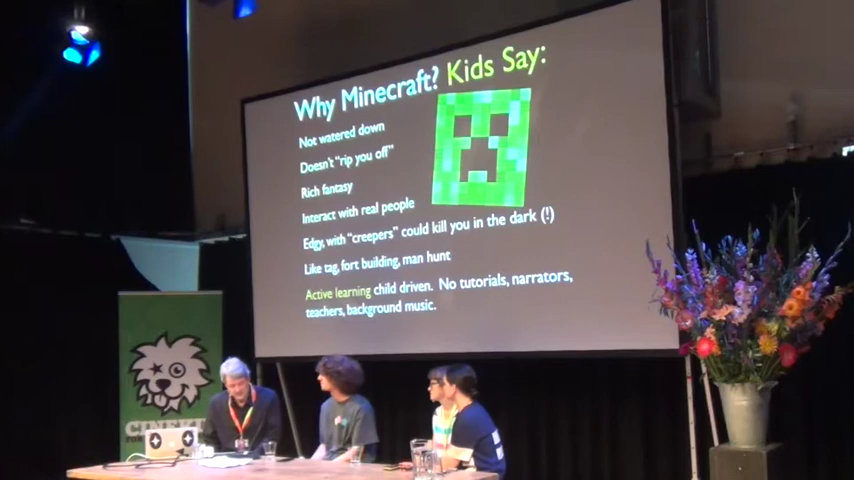 Why Minecraft? Kids Say:
Not watered down
Doesn't "rip you off"
Rich fantasy
Interact with real people
Edgy, with "creepers" could kill you in the dark (!)
Like tag, fort building, man hunt
Active learning child driven. No tutorials, narrators,
teachers, background music.